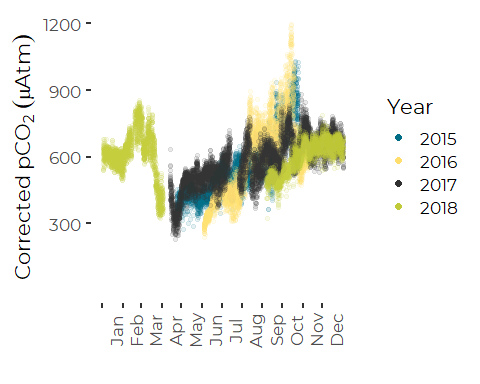 Corrected pCO₂ (µAtm)
1200
900
600
300
Jan
Feb
Mar
Apr
May
Jun
Jul
Aug
Sep
Oct
Nov
Dec
Year
2015
2016
2017
2018